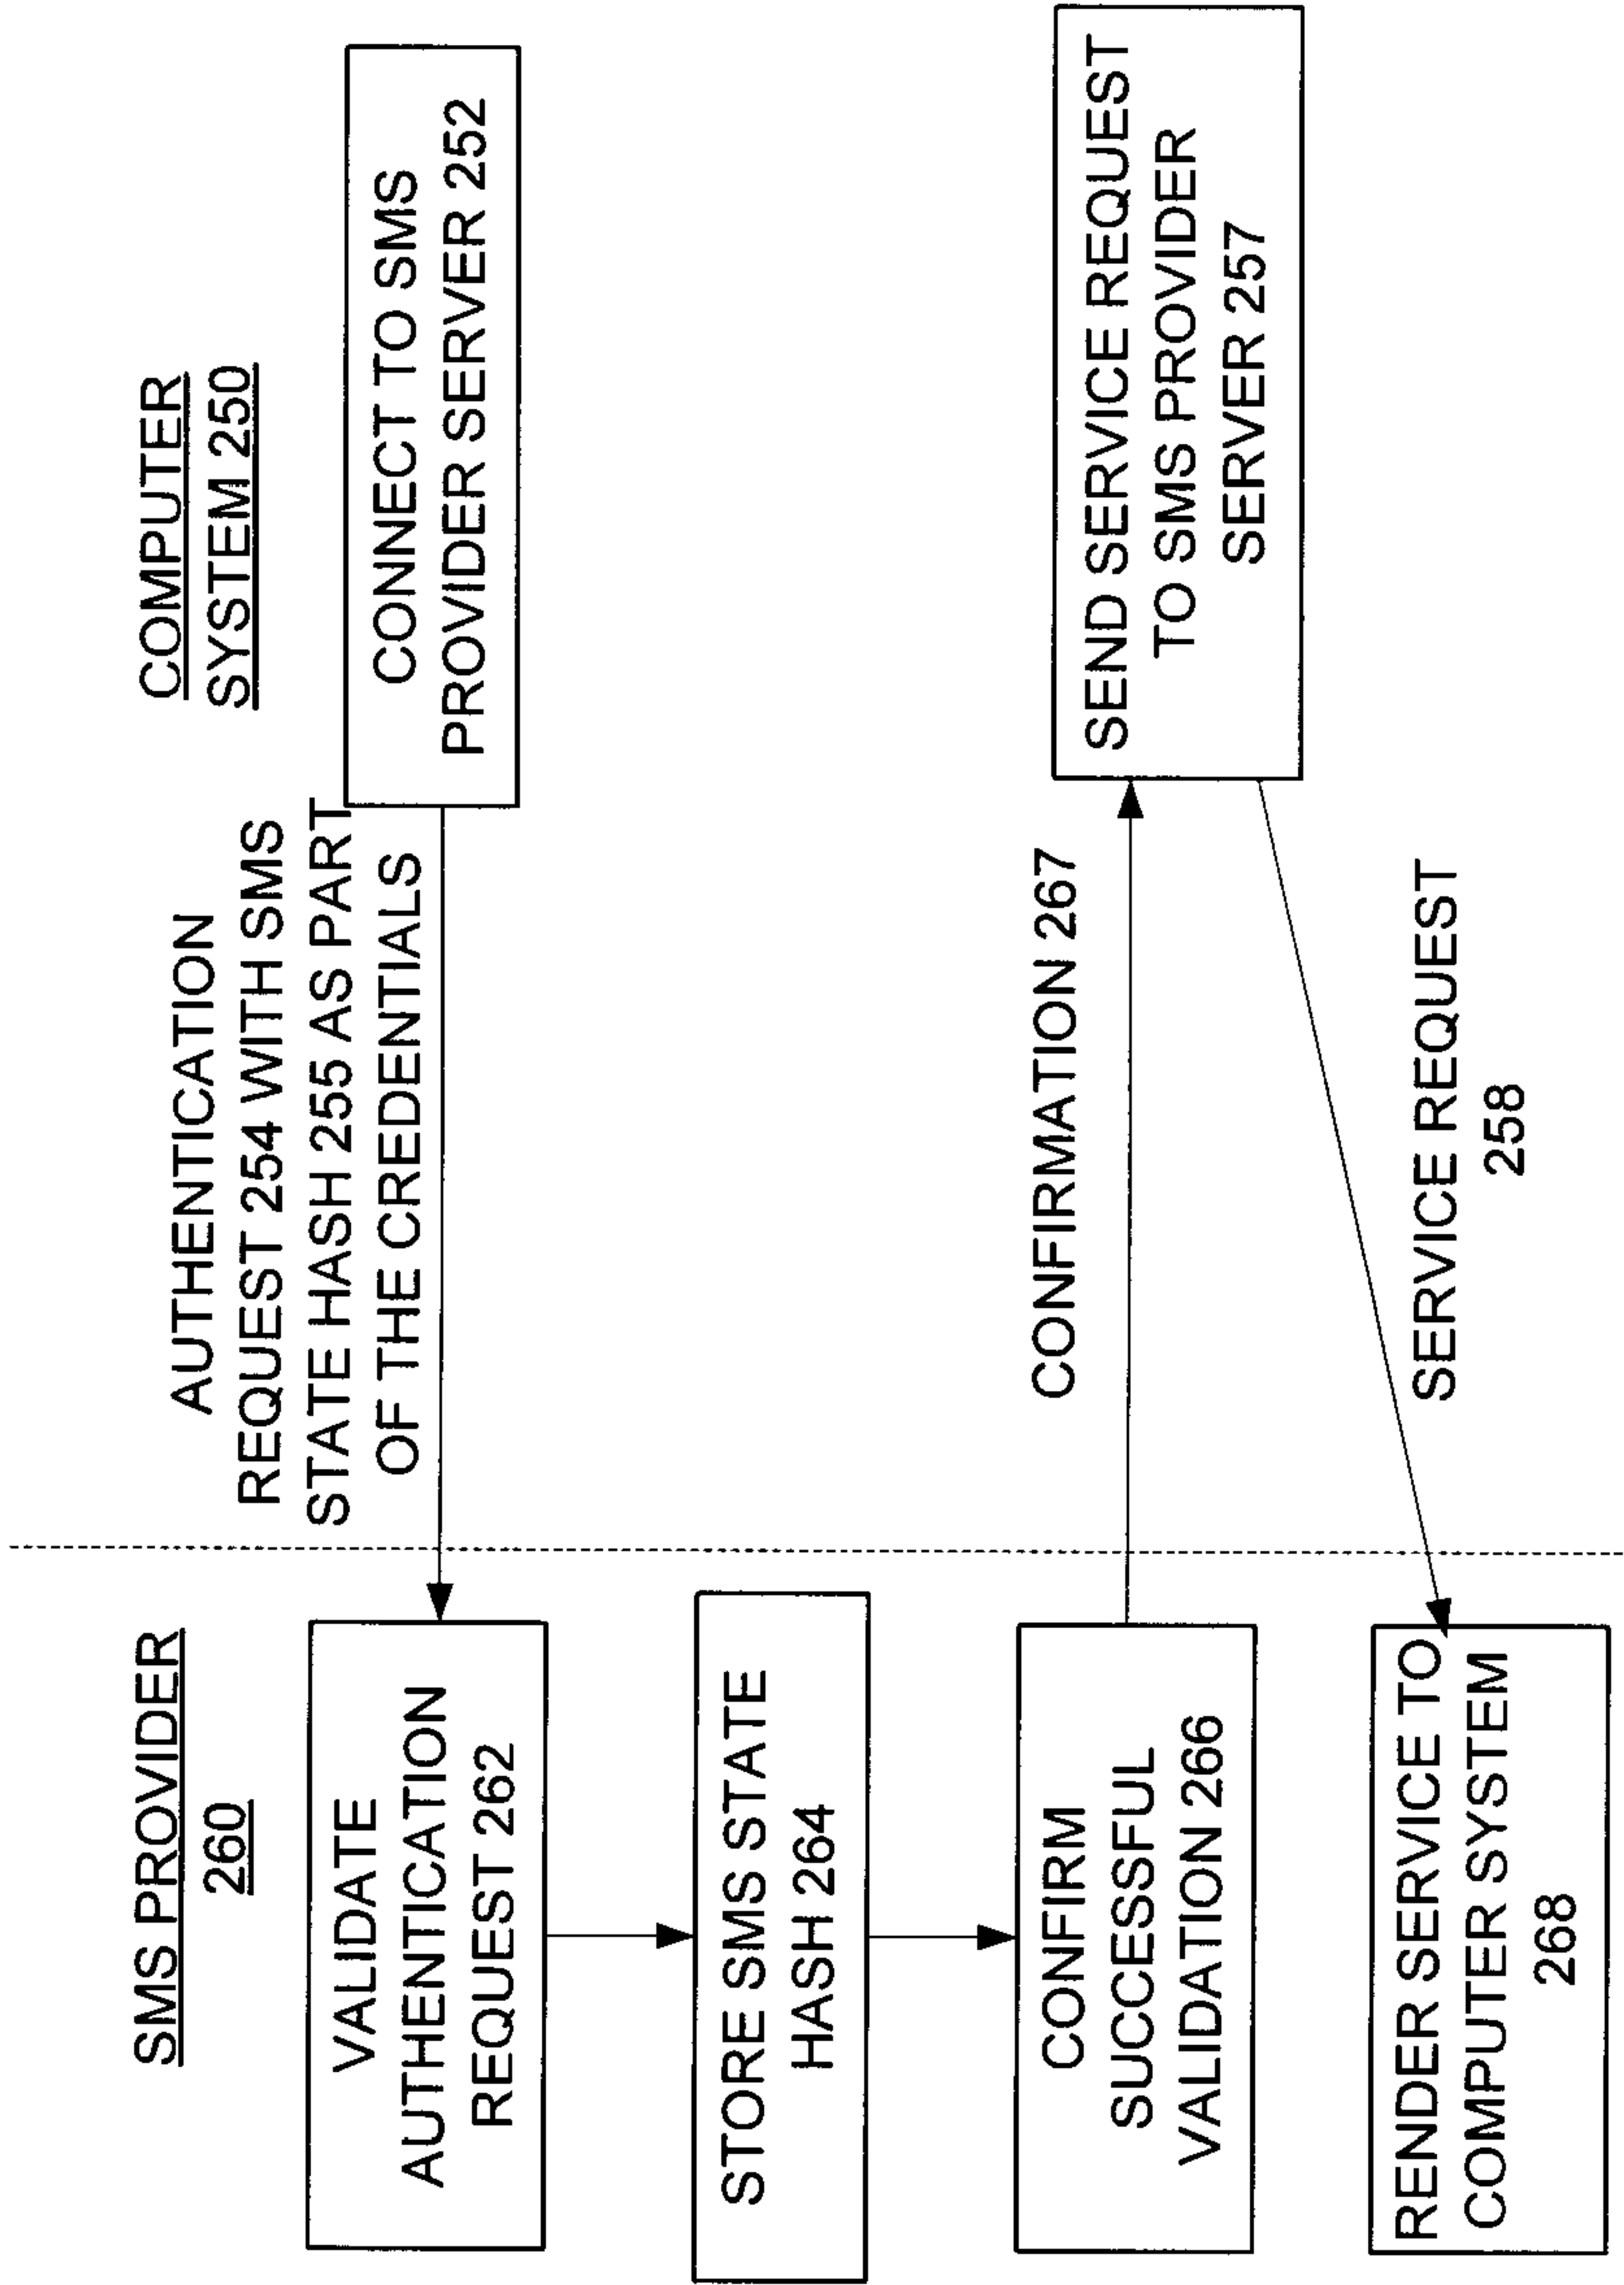 SMS PROVIDER
260
COMPUTER
SYSTEM 250
AUTHENTICATION
REQUEST 254 WITH SMS
STATE HASH 255 AS PART
OF THE CREDENTIALS
CONNECT TO SMS
PROVIDER SERVER 252
VALIDATE
AUTHENTICATION
REQUEST 262
STORE SMS STATE
HASH 264
CONFIRM
SUCCESSFUL
VALIDATION 266
CONFIRMATION 267
SEND SERVICE REQUEST
TO SMS PROVIDER
SERVER 257
SERVICE REQUEST
258
RENDER SERVICE TO
COMPUTER SYSTEM
268